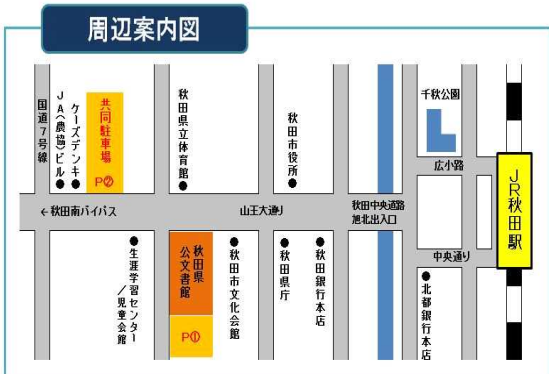 周辺案内図
国道7号線
JA(農協)ビル
ケーズデンキ
共同駐車場
P②
秋田県立体育館
秋田市役所
千秋公園
広小路
JR秋田駅
←秋田南バイパス
山王大通り
秋田中央道路
旭北出入口
中央通り
生涯学習センター
/児童会館
秋田県
公文書館
P①
秋田市文化会館
秋田県庁
秋田銀行本店
北都銀行本店